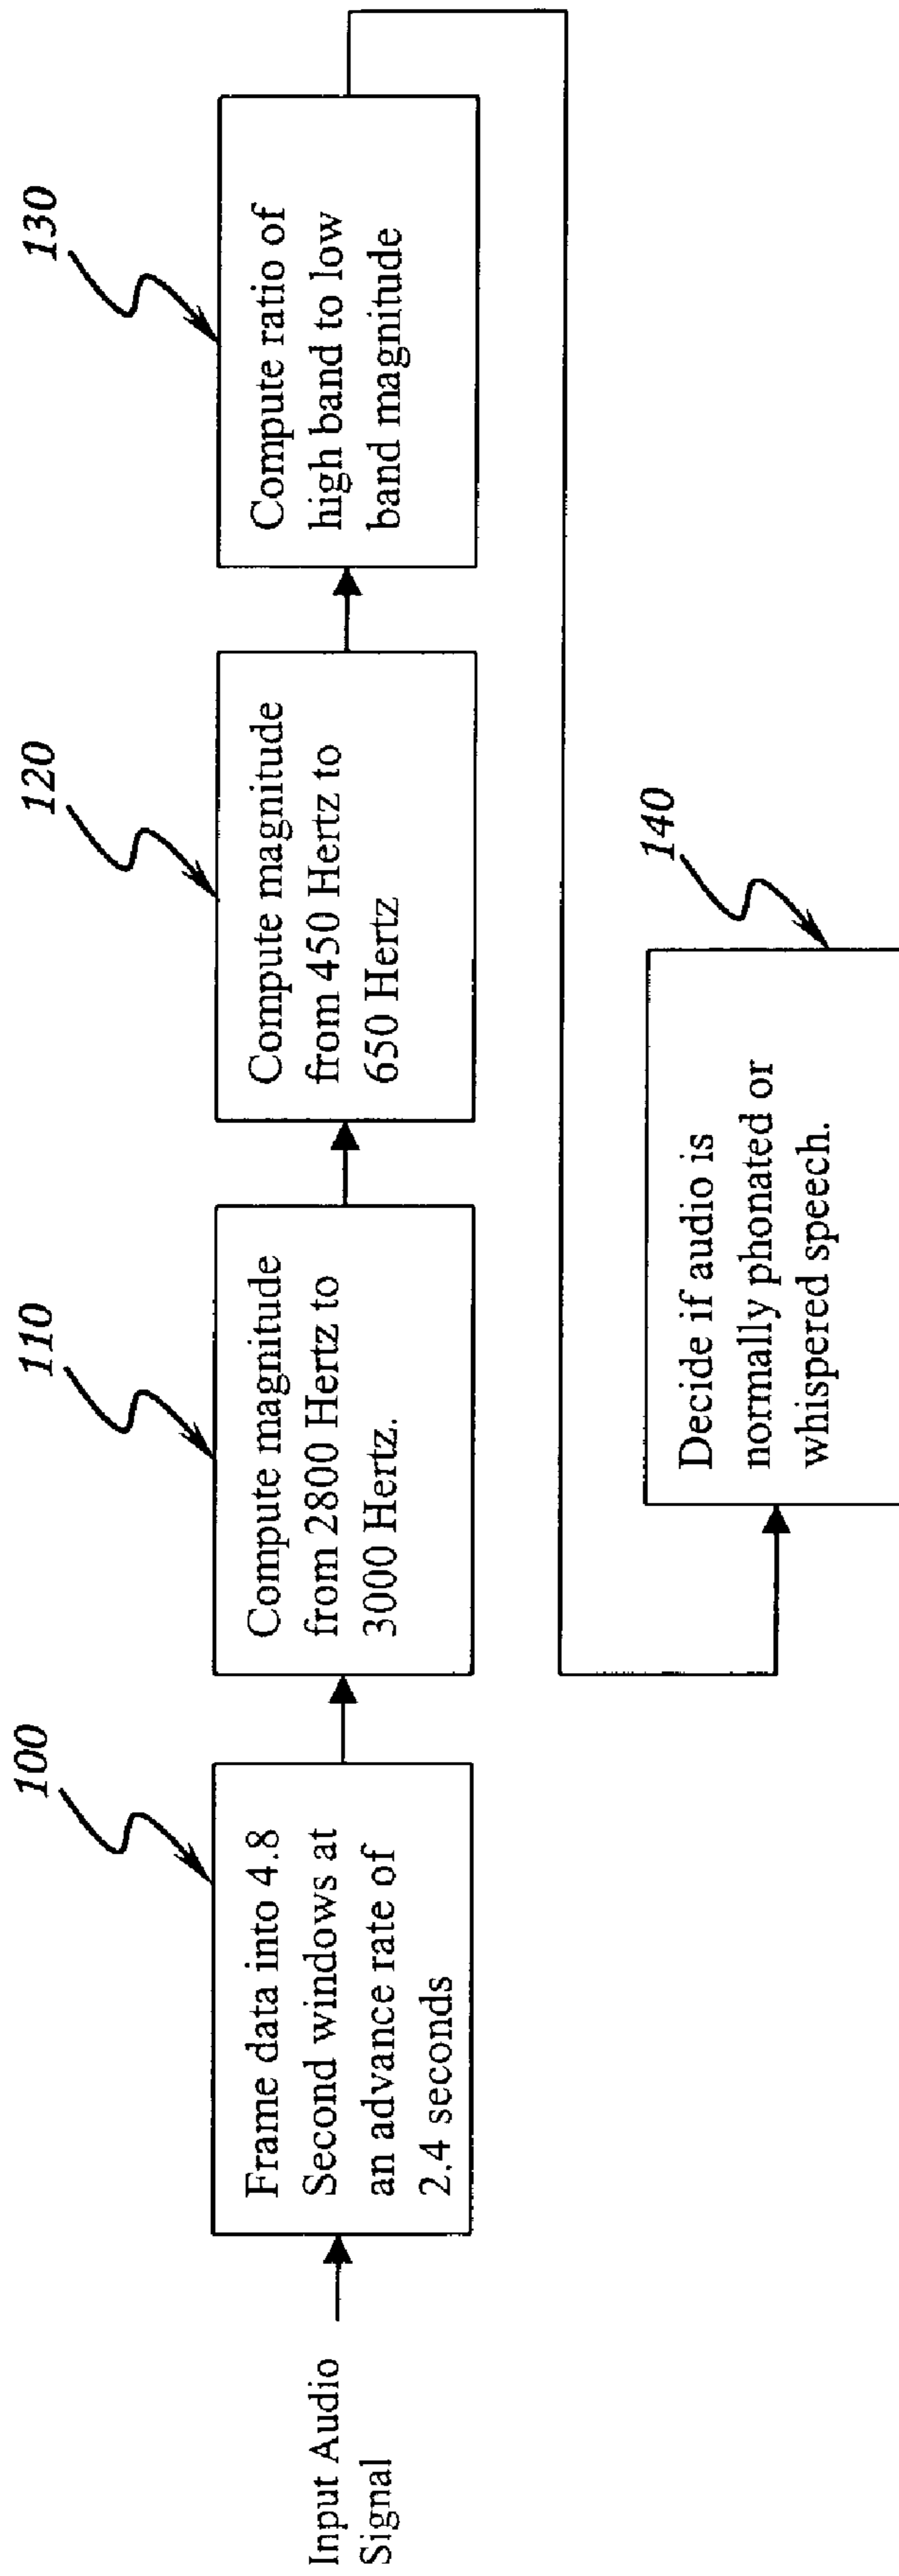 Input Audio
Signal
100
Frame data into 4.8
Second windows at
an advance rate of
2.4 seconds
110
Compute magnitude
from 2800 Hertz to
3000 Hertz.
120
Compute magnitude
from 450 Hertz to
650 Hertz
130
Compute ratio of
high band to low
band magnitude
140
Decide if audio is
normally phonated or
whispered speech.